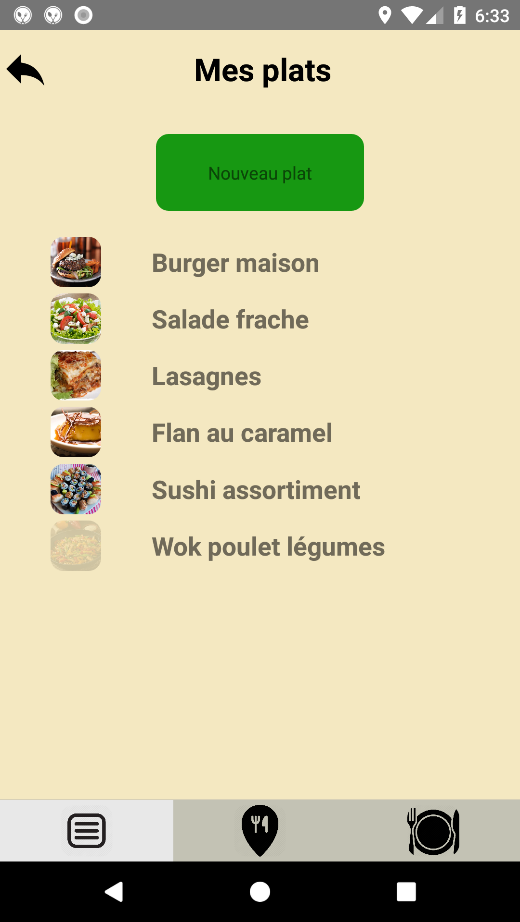 6:33
Mes plats
Nouveau plat
Burger maison
Salade frache
Lasagnes
Flan au caramel
Sushi assortiment
Wok poulet légumes